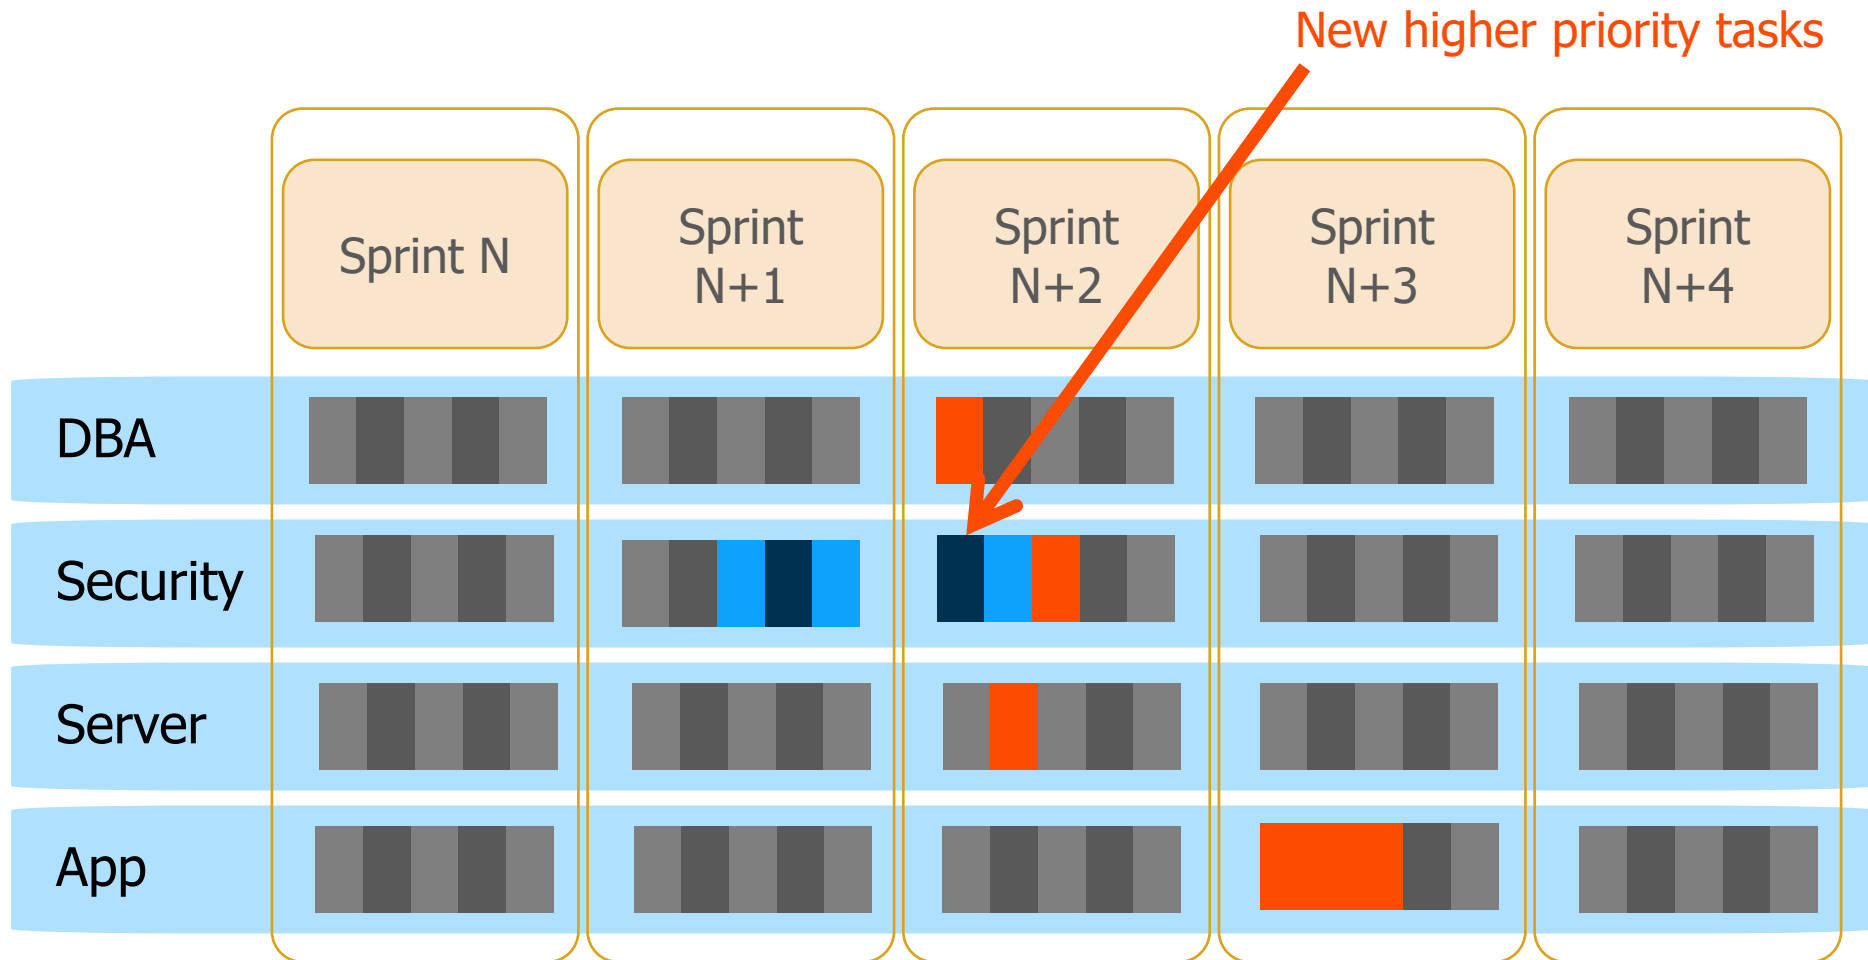 New higher priority tasks
Sprint N
Sprint
N+1
Sprint
N+2
Sprint
N+3
Sprint
N+4
DBA
Security
Server
App